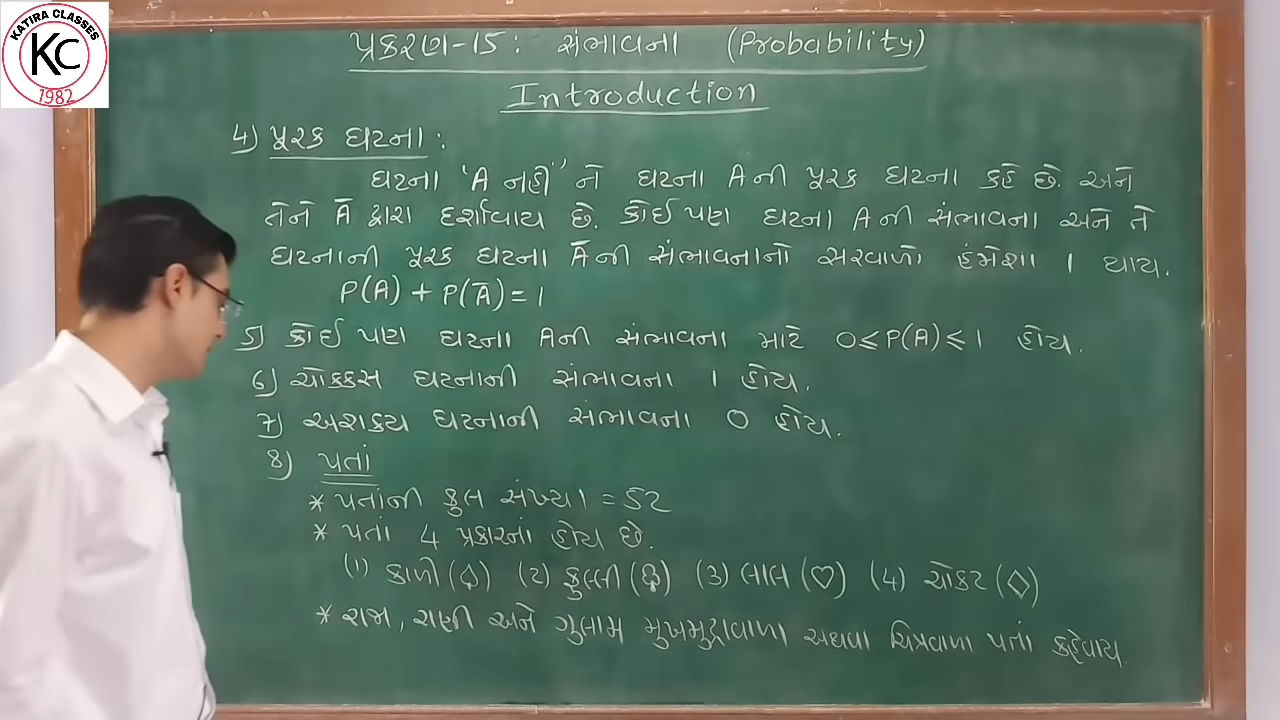 KATIRA CLASSES
KC
1982
પ્રકરણ-15: સંભાવના (Probability)
Introduction
4) પૂરક ઘટના :
ઘટના 'A નહીં' ને ઘટના A ની પૂરક ઘટના કહે છે. અને
તેને Ā દ્વારા દર્શાવાય છે. કોઈ પણ ઘટના A ની સંભાવના અને તે
ઘટનાની પૂરક ઘટના Ā ની સંભાવનાનો સરવાળો હંમેશા 1 થાય.
P(A) + P(Ā) = 1
5) કોઈ પણ ઘટના A ની સંભાવના માટે 0 ≤ P(A) ≤ 1 હોય.
6) ચોક્કસ ઘટનાની સંભાવના 1 હોય.
7) અશક્ય ઘટનાની સંભાવના 0 હોય.
8) પતાં
* પતાંની કુલ સંખ્યા = 52
* પતાં 4 પ્રકારનાં હોય છે.
(1) કાળી (♤) (2) ફુલ્લી (♧) (3) લાલ (♡) (4) ચોકટ (♢)
* રાજા, રાણી અને ગુલામ મુખમુદ્રાવાળા અથવા ચિત્રવાળા પતાં કહેવાય.